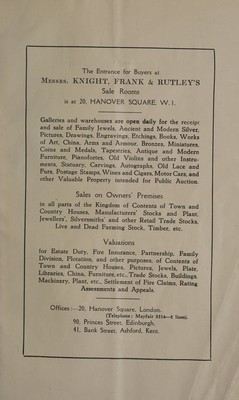 The Entrance for Buyers at
MESSRS. KNIGHT, FRANK & RUTLEY'S
Sale Rooms
is at 20, HANOVER SQUARE, W.1.
Galleries and warehouses are open daily for the receipt
and sale of Family Jewels, Ancient and Modern Silver,
Pictures, Drawings, Engravings, Etchings, Books, Works
of Art, China, Arms and Armour, Bronzes, Miniatures,
Coins and Medals, Tapestries, Antique and Modern
Furniture, Pianofortes, Old Violins and other Instru-
ments, Statuary, Carvings, Autographs, Old Lace and
Furs, Postage Stamps, Wines and Cigars, Motor Cars, and
other Valuable Property intended for Public Auction.
Sales on Owners' Premises
in all parts of the Kingdom of Contents of Town and
Country Houses, Manufacturers' Stocks and Plant,
Jewellers', Silversmiths' and other Retail Trade Stocks,
Live and Dead Farming Stock, Timber, etc.
Valuations
for Estate Duty, Fire Insurance, Partnership, Family
Division, Flotation, and other purposes, of Contents of
Town and Country Houses, Pictures, Jewels, Plate,
Libraries, China, Furniture, etc., Trade Stocks, Buildings,
Machinery, Plant, etc., Settlement of Fire Claims, Rating
Assessments and Appeals.
Offices :—20, Hanover Square, London.
(Telephone: Mayfair 3114—6 lines).
90, Princes Street, Edinburgh.
41, Bank Street, Ashford, Kent.